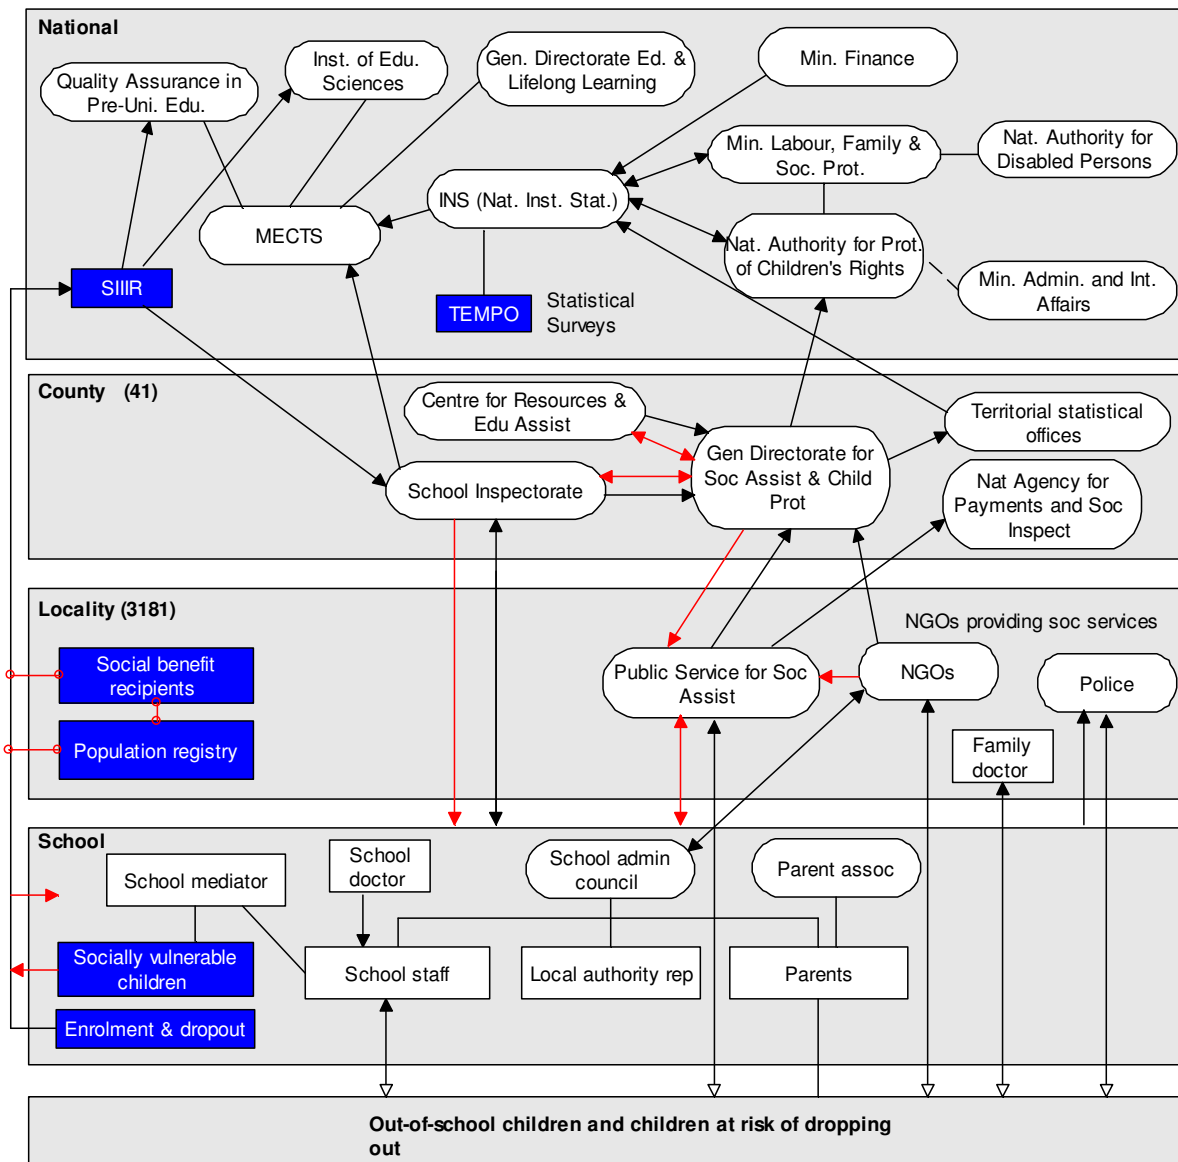 National
Quality Assurance in
Pre-Uni. Edu.
Inst. of Edu.
Sciences
Gen. Directorate Ed. &
Lifelong Learning
Min. Finance
Min. Labour, Family &
Soc. Prot.
Nat. Authority for
Disabled Persons
INS (Nat. Inst. Stat.)
MECTS
Nat. Authority for Prot.
of Children's Rights
Min. Admin. and Int.
Affairs
SIIIR
TEMPO
Statistical
Surveys
County (41)
Centre for Resources &
Edu Assist
Territorial statistical
offices
Gen Directorate for
Soc Assist & Child
Prot
School Inspectorate
Nat Agency for
Payments and Soc
Inspect
Locality (3181)
NGOs providing soc services
Social benefit
recipients
Public Service for Soc
Assist
NGOs
Police
Population registry
Family
doctor
School
School mediator
School
doctor
School admin
council
Parent assoc
Socially vulnerable
children
School staff
Local authority rep
Parents
Enrolment & dropout
Out-of-school children and children at risk of dropping
out